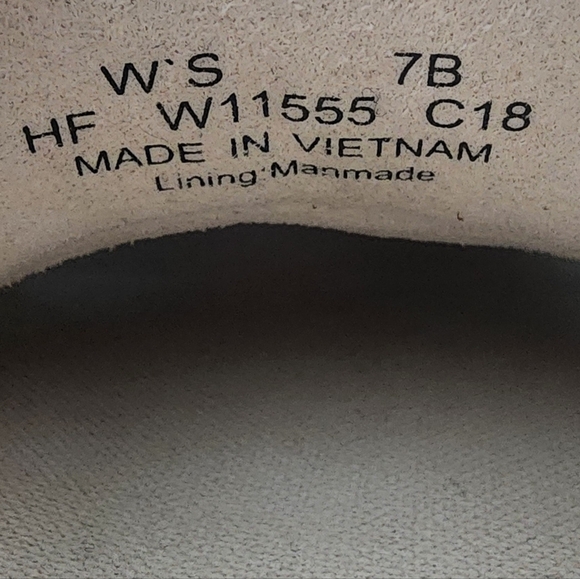 W'S 7B
HF W11555 C18
MADE IN VIETNAM
Lining:Manmade